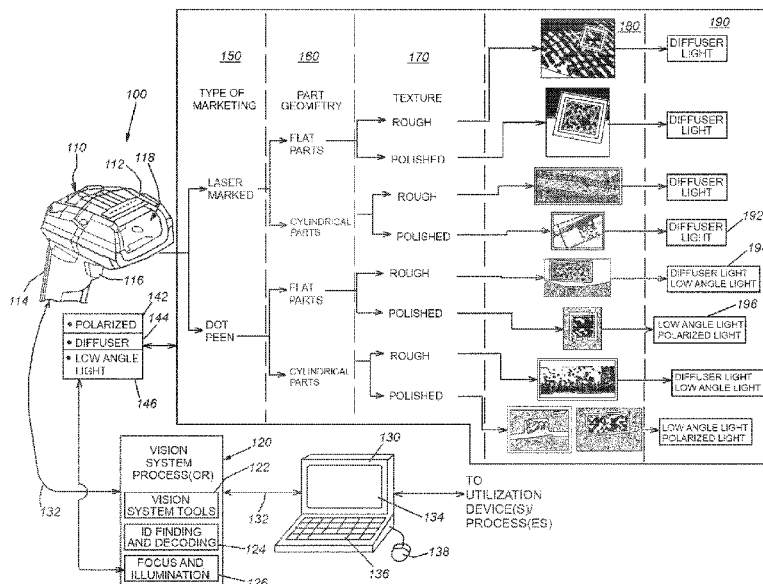 150
160
170
180
190
TYPE OF MARKETING
PART GEOMETRY
TEXTURE
100
110
112
118
114
116
LASER MARKED
DOT PEEN
FLAT PARTS
CYLINDRICAL PARTS
FLAT PARTS
CYLINDRICAL PARTS
ROUGH
POLISHED
ROUGH
POLISHED
ROUGH
POLISHED
ROUGH
POLISHED
DIFFUSER LIGHT
DIFFUSER LIGHT
DIFFUSER LIGHT
DIFFUSER LIGHT
192
194
DIFFUSER LIGHT LOW ANGLE LIGHT
196
LOW ANGLE LIGHT POLARIZED LIGHT
DIFFUSER LIGHT LOW ANGLE LIGHT
LOW ANGLE LIGHT POLARIZED LIGHT
142
144
• POLARIZED
• DIFFUSER
• LOW ANGLE LIGHT
146
132
120
VISION SYSTEM PROCESS(OR)
122
VISION SYSTEM TOOLS
ID FINDING AND DECODING
124
FOCUS AND ILLUMINATION
126
132
130
134
136
138
TO UTILIZATION DEVICE(S)/ PROCESS(ES)